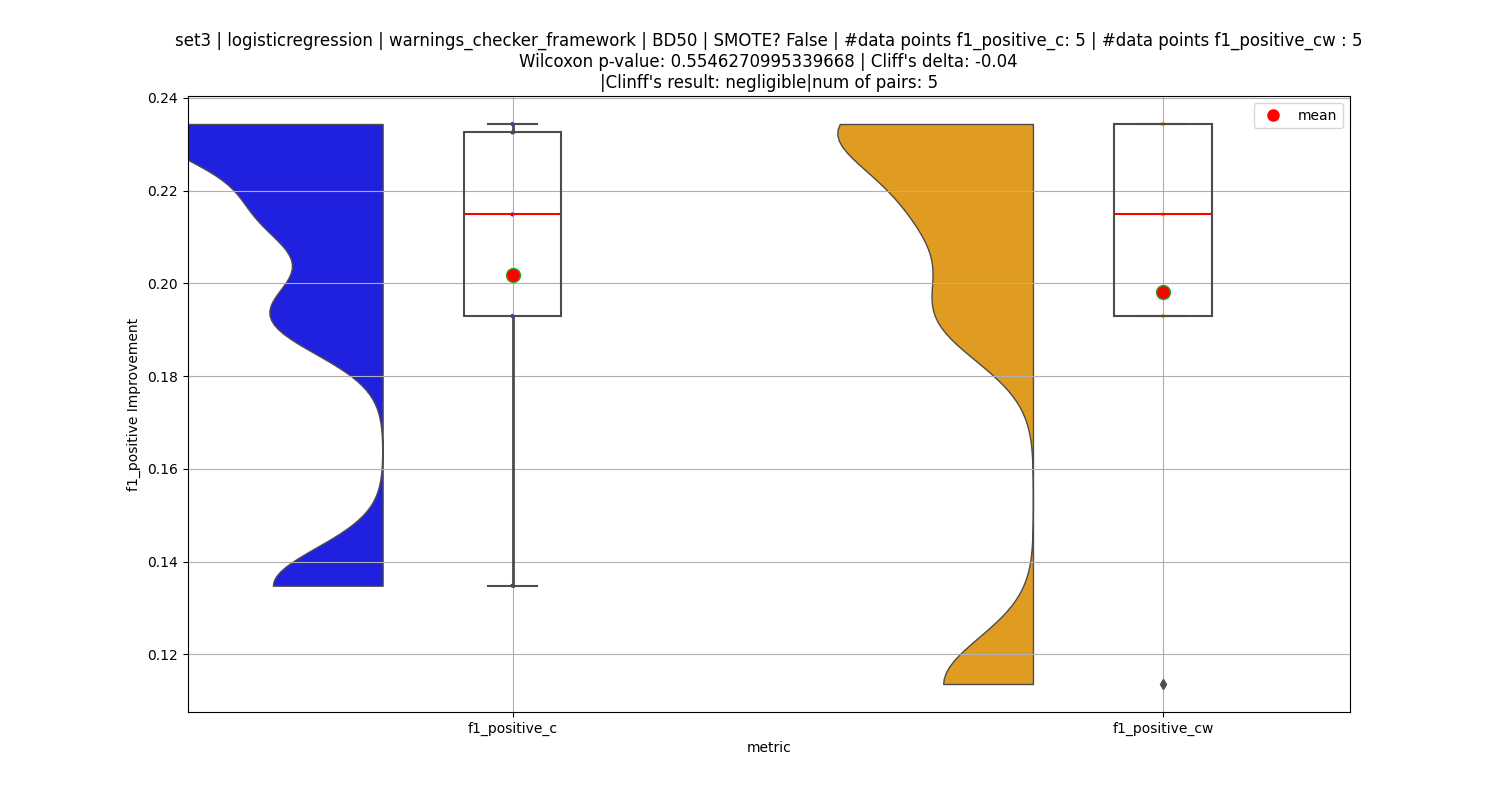 set3 | logisticregression | warnings_checker_framework | BD50 | SMOTE? False | #data points f1_positive_c: 5 | #data points f1_positive_cw : 5
Wilcoxon p-value: 0.5546270995339668 | Cliff's delta: -0.04
|Clinff's result: negligible|num of pairs: 5
mean
0.24
0.22
0.20
0.18
0.16
0.14
0.12
f1_positive Improvement
f1_positive_c
f1_positive_cw
metric